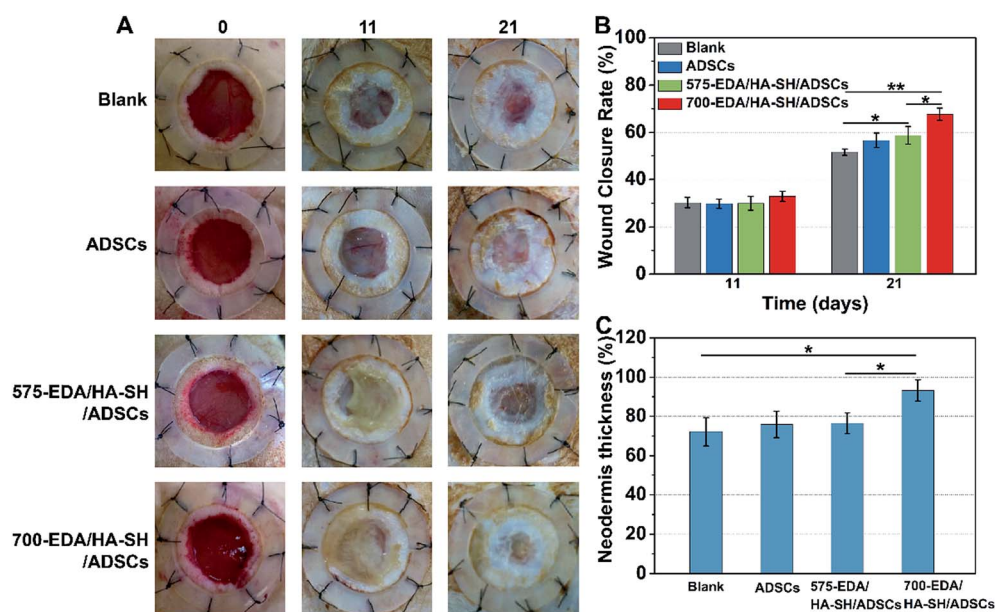 A
0
11
21
Blank
ADSCs
575-EDA/HA-SH
/ADSCs
700-EDA/HA-SH
/ADSCs
B
Wound Closure Rate (%)
80
60
40
20
0
Blank
ADSCs
575-EDA/HA-SH/ADSCs
700-EDA/HA-SH/ADSCs
**
*
*
11
21
Time (days)
C
Neodermis thickness (%)
120
100
80
60
40
20
0
*
*
Blank
ADSCs
575-EDA/
HA-SH/ADSCs
700-EDA/
HA-SH/ADSCs